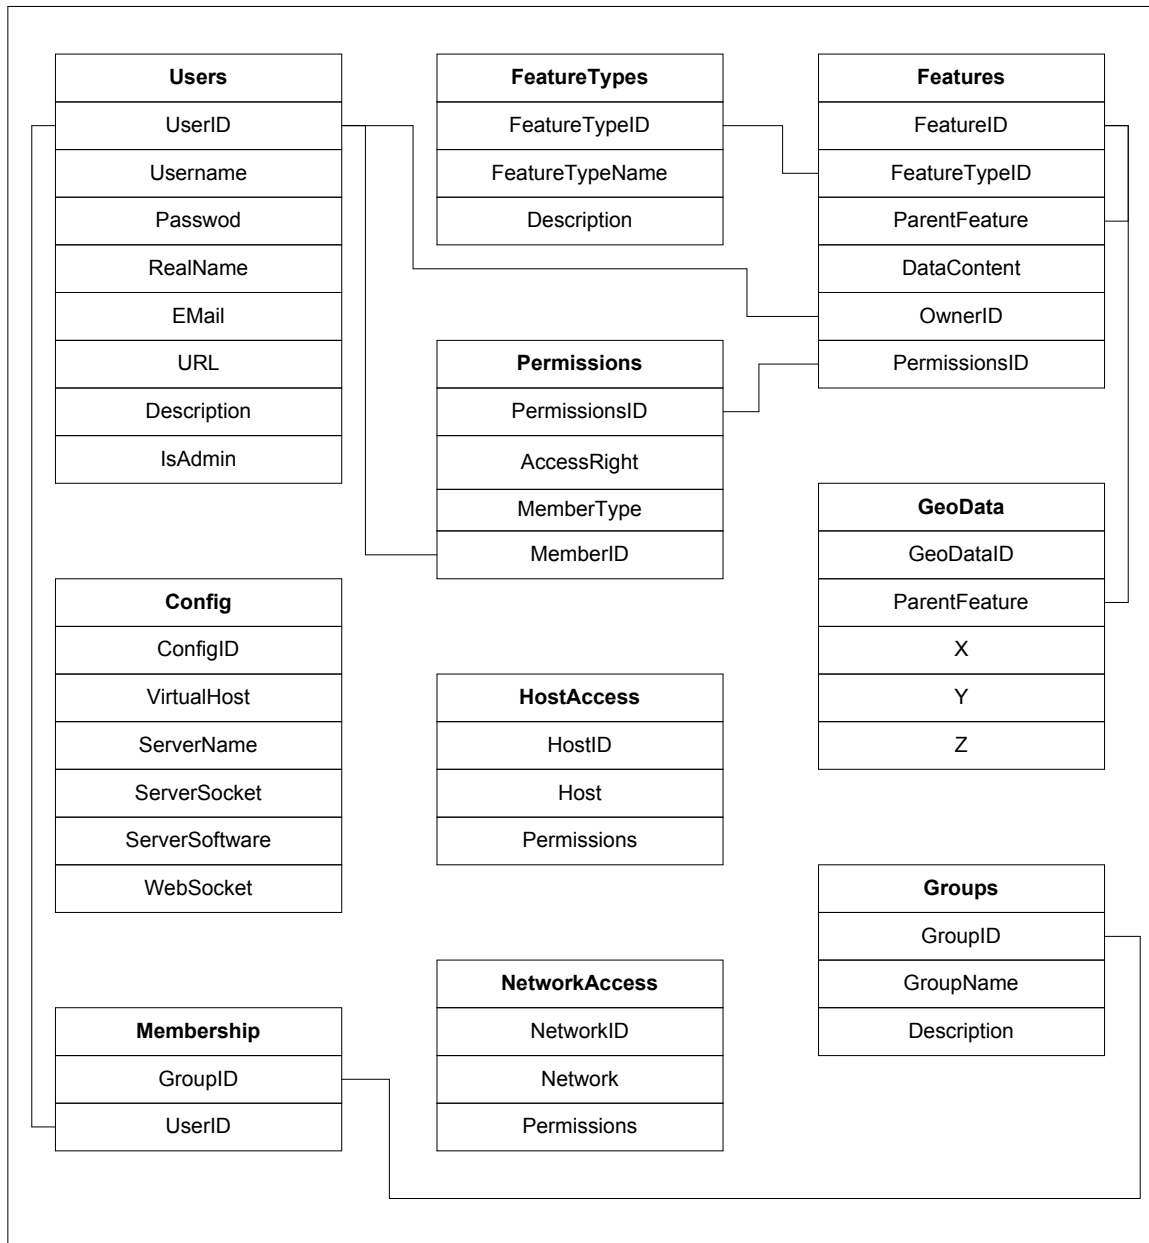 Users
UserID
Username
Passwod
RealName
EMail
URL
Description
IsAdmin
FeatureTypes
FeatureTypeID
FeatureTypeName
Description
Features
FeatureID
FeatureTypeID
ParentFeature
DataContent
OwnerID
PermissionsID
Permissions
PermissionsID
AccessRight
MemberType
MemberID
GeoData
GeoDataID
ParentFeature
X
Y
Z
Config
ConfigID
VirtualHost
ServerName
ServerSocket
ServerSoftware
WebSocket
HostAccess
HostID
Host
Permissions
Groups
GroupID
GroupName
Description
Membership
GroupID
UserID
NetworkAccess
NetworkID
Network
Permissions